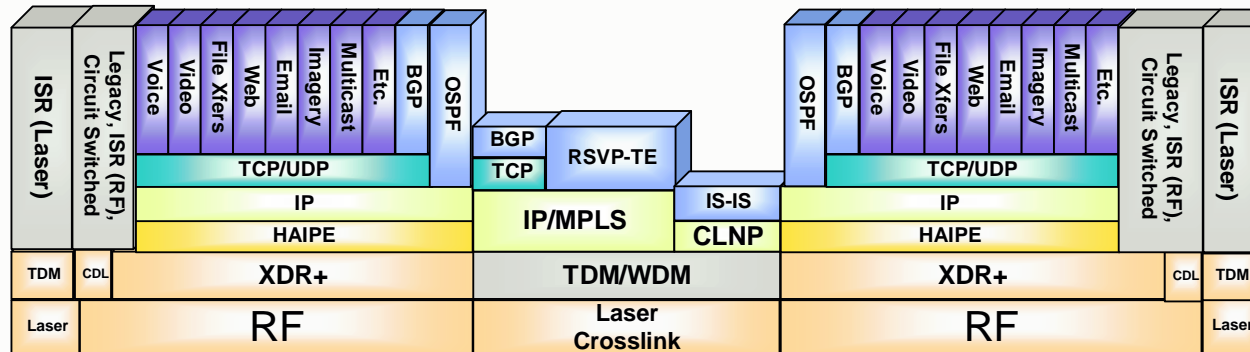 ISR (Laser)
Legacy, ISR (RF),
Circuit Switched
Voice
Video
File Xfers
Web
Email
Imagery
Multicast
Etc.
BGP
OSPF
TCP/UDP
IP
HAIPE
TDM
CDL
XDR+
Laser
RF
BGP
TCP
RSVP-TE
IP/MPLS
IS-IS
CLNP
TDM/WDM
Laser
Crosslink
OSPF
BGP
Voice
Video
File Xfers
Web
Email
Imagery
Multicast
Etc.
Legacy, ISR (RF),
Circuit Switched
ISR (Laser)
TCP/UDP
IP
HAIPE
XDR+
CDL
TDM
RF
Laser